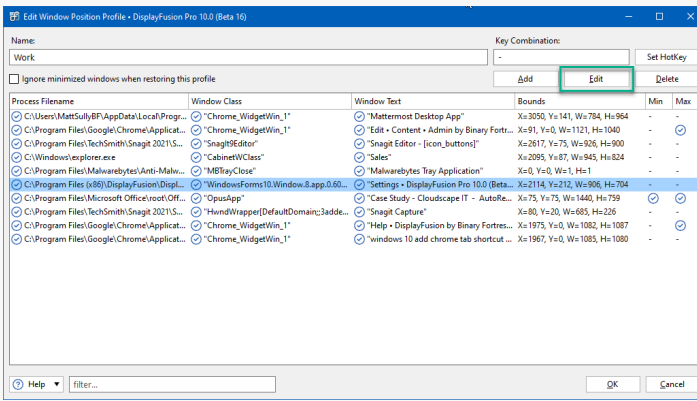 Edit Window Position Profile • DisplayFusion Pro 10.0 (Beta 16)
Name: Key Combination:
Work - Set HotKey
Ignore minimized windows when restoring this profile Add Edit Delete
Process Filename Window Class Window Text Bounds Min Max
C:\Users\MattSullyBF\AppData\Local\Progr... "Chrome_WidgetWin_1" "Mattermost Desktop App" X=3050, Y=141, W=784, H=964 - -
C:\Program Files\Google\Chrome\Applicat... "Chrome_WidgetWin_1" "Edit • Content • Admin by Binary Fortr... X=91, Y=0, W=1121, H=1040 -
C:\Program Files\TechSmith\Snagit 2021\S... "SnagIt9Editor" "Snagit Editor - [icon_buttons]" X=2617, Y=75, W=926, H=900 - -
C:\Windows\explorer.exe "CabinetWClass" "Sales" X=2095, Y=87, W=945, H=824 - -
C:\Program Files\Malwarebytes\Anti-Malw... "MBTrayClose" "Malwarebytes Tray Application" X=0, Y=0, W=1, H=1 - -
C:\Program Files (x86)\DisplayFusion\Displ... "WindowsForms10.Window.8.app.0.60... "Settings • DisplayFusion Pro 10.0 (Beta... X=2114, Y=212, W=906, H=704 - -
C:\Program Files\Microsoft Office\root\Off... "OpusApp" "Case Study - Cloudscape IT - AutoRe... X=75, Y=75, W=1440, H=759
C:\Program Files\TechSmith\Snagit 2021\S... "HwndWrapper[DefaultDomain;;3adde... "Snagit Capture" X=80, Y=20, W=685, H=226 - -
C:\Program Files\Google\Chrome\Applicat... "Chrome_WidgetWin_1" "Help • DisplayFusion by Binary Fortres... X=1975, Y=0, W=1082, H=1087 -
C:\Program Files\Google\Chrome\Applicat... "Chrome_WidgetWin_1" "windows 10 add chrome tab shortcut ... X=1967, Y=0, W=1085, H=1080 - -
Help filter... OK Cancel